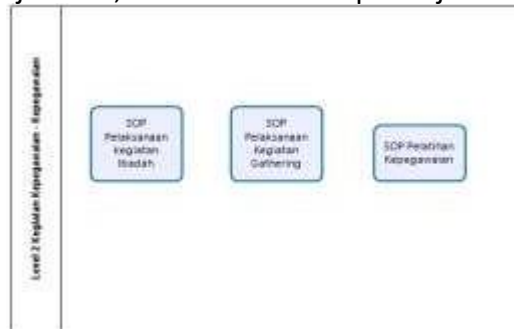 Level 2 Kegiatan Kepegawaian - Kepegawaian
SOP
Pelaksanaan
kegiatan
Ibadah
SOP
Pelaksanaan
Kegiatan
Gathering
SOP Pelatihan
Kepegawaian